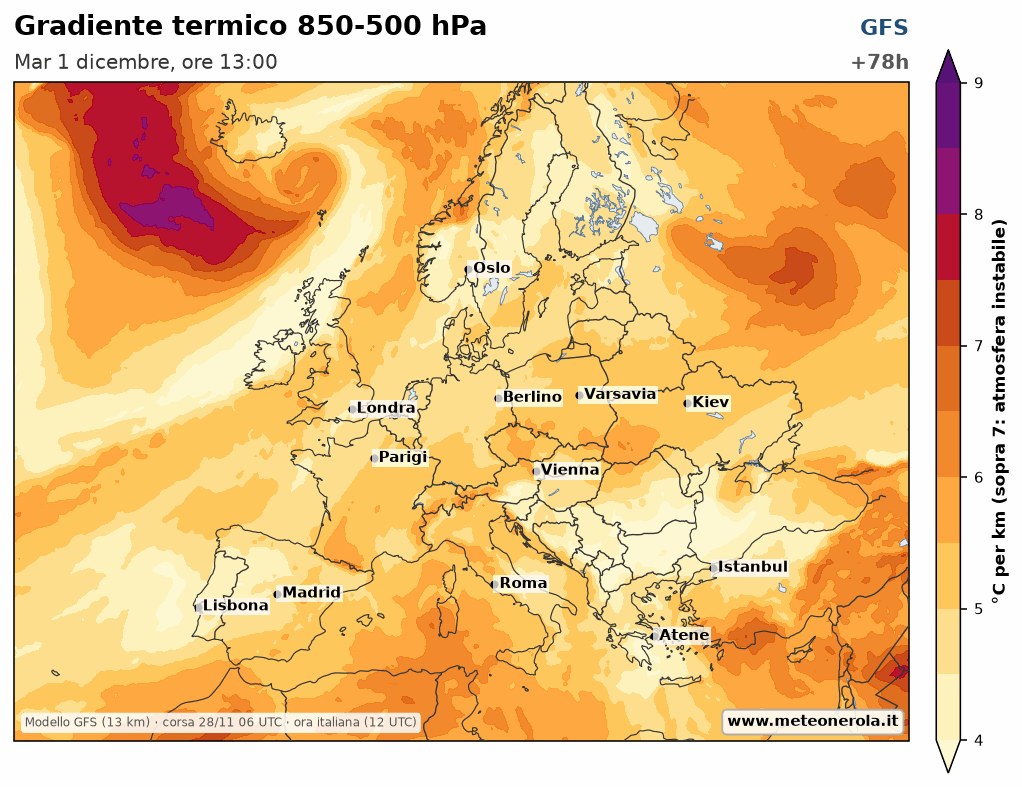 Gradiente termico 850-500 hPa
GFS
Mar 1 dicembre, ore 13:00
+78h
9
8
7
6
5
4
°C per km (sopra 7: atmosfera instabile)
Oslo
Berlino
Varsavia
Kiev
Londra
Parigi
Vienna
Istanbul
Roma
Madrid
Lisbona
Atene
Modello GFS (13 km) · corsa 28/11 06 UTC · ora italiana (12 UTC)
www.meteonerola.it